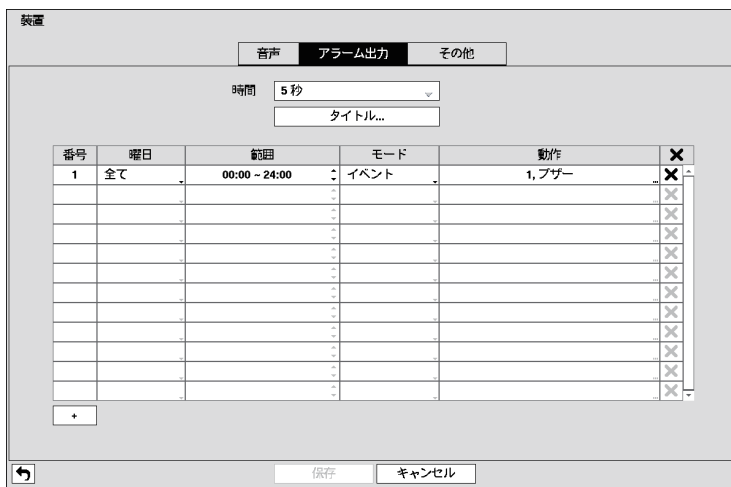 装置
音声 アラーム出力 その他
時間 5 秒
タイトル...
番号 曜日 範囲 モード 動作
1 全て 00:00 ~ 24:00 イベント 1, ブザー ...
+
保存 キャンセル